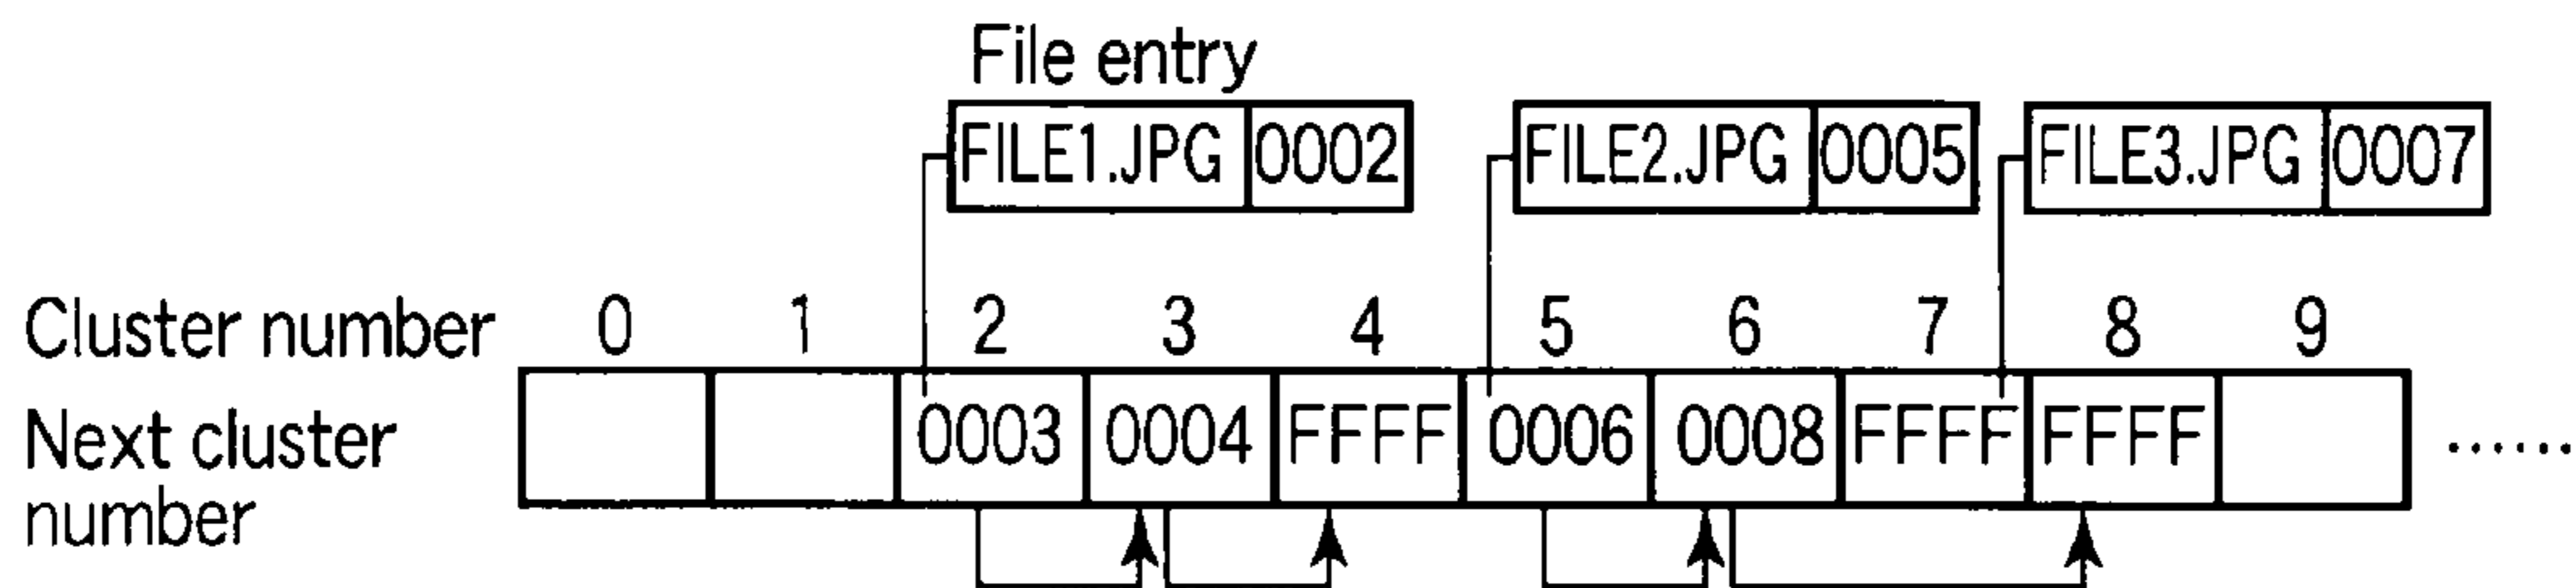 File entry
FILE1.JPG 0002 FILE2.JPG 0005 FILE3.JPG 0007
Cluster number 0 1 2 3 4 5 6 7 8 9
Next cluster number 0003 0004 FFFF 0006 0008 FFFF FFFF ······